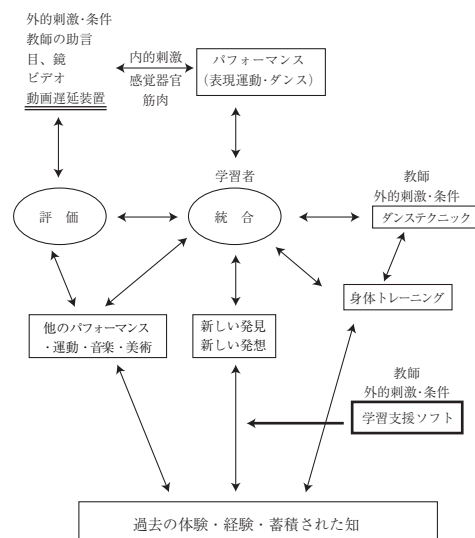 外的刺激・条件
教師の助言
目、鏡
ビデオ
動画遅延装置
内的刺激
感覚器官
筋肉
パフォーマンス
（表現運動・ダンス）
学習者
評　価
統　合
教師
外的刺激・条件
ダンステクニック
身体トレーニング
他のパフォーマンス
・運動・音楽・美術
新しい発見
新しい発想
教師
外的刺激・条件
学習支援ソフト
過去の体験・経験・蓄積された知